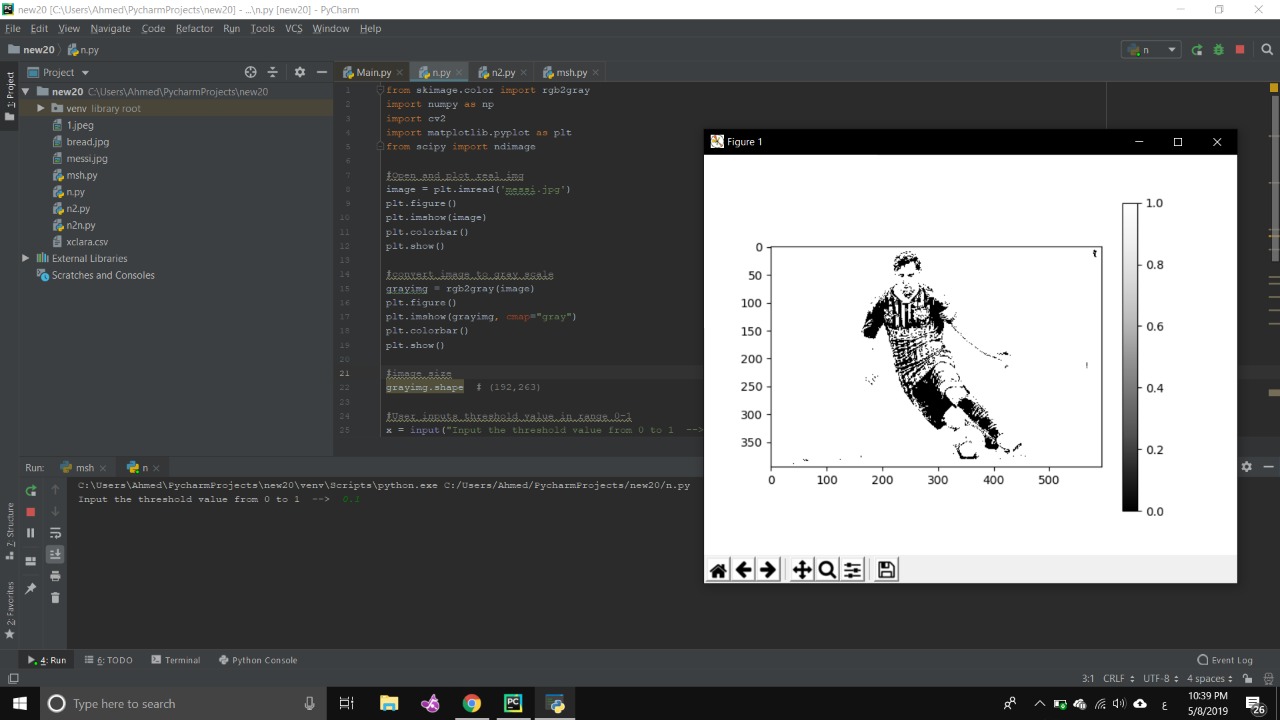 new20 [C:\Users\Ahmed\PycharmProjects\new20] - ...\n.py [new20] - PyCharm
File Edit View Navigate Code Refactor Run Tools VCS Window Help
new20 n.py n
Project Main.py n.py n2.py msh.py
1: Project
new20 C:\Users\Ahmed\PycharmProjects\new20
venv library root
1.jpeg
bread.jpg
messi.jpg
msh.py
n.py
n2.py
n2n.py
xclara.csv
External Libraries
Scratches and Consoles
1 from skimage.color import rgb2gray
2 import numpy as np
3 import cv2
4 import matplotlib.pyplot as plt
5 from scipy import ndimage
6
7 #Open and plot real img
8 image = plt.imread('messi.jpg')
9 plt.figure()
10 plt.imshow(image)
11 plt.colorbar()
12 plt.show()
13
14 #convert image to gray scale
15 grayimg = rgb2gray(image)
16 plt.figure()
17 plt.imshow(grayimg, cmap="gray")
18 plt.colorbar()
19 plt.show()
20
21 #image size
22 grayimg.shape # (192,263)
23
24 #User inputs threshold value in range 0-1
25 x = input("Input the threshold value from 0 to 1 -->
Figure 1
0
50
100
150
200
250
300
350
0 100 200 300 400 500
1.0
0.8
0.6
0.4
0.2
0.0
Run: msh n
C:\Users\Ahmed\PycharmProjects\new20\venv\Scripts\python.exe C:/Users/Ahmed/PycharmProjects/new20/n.py
Input the threshold value from 0 to 1 -->
7: Structure
2: Favorites
4: Run 6: TODO Terminal Python Console Event Log
3:1 CRLF UTF-8 4 spaces
Type here to search
ع
10:39 PM
5/8/2019
26